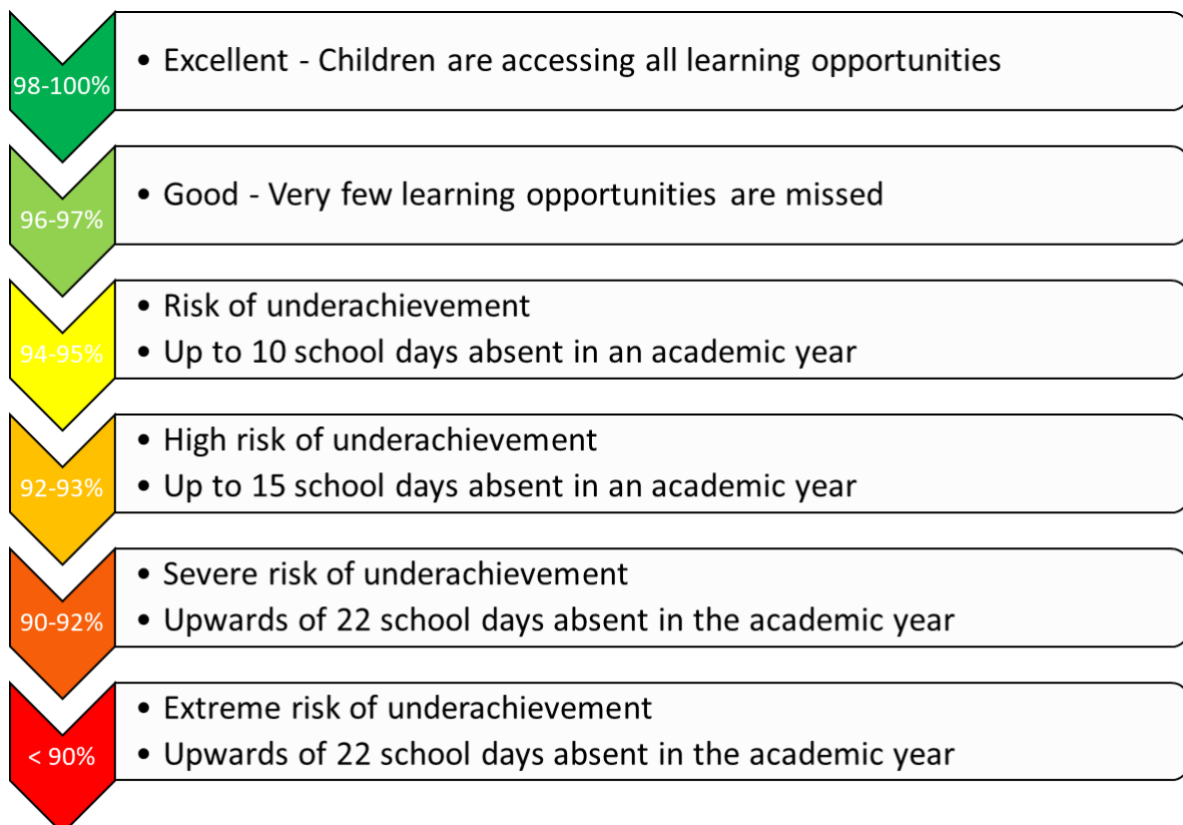 98-100%
• Excellent - Children are accessing all learning opportunities
96-97%
• Good - Very few learning opportunities are missed
94-95%
• Risk of underachievement
• Up to 10 school days absent in an academic year
92-93%
• High risk of underachievement
• Up to 15 school days absent in an academic year
90-92%
• Severe risk of underachievement
• Upwards of 22 school days absent in the academic year
< 90%
• Extreme risk of underachievement
• Upwards of 22 school days absent in the academic year